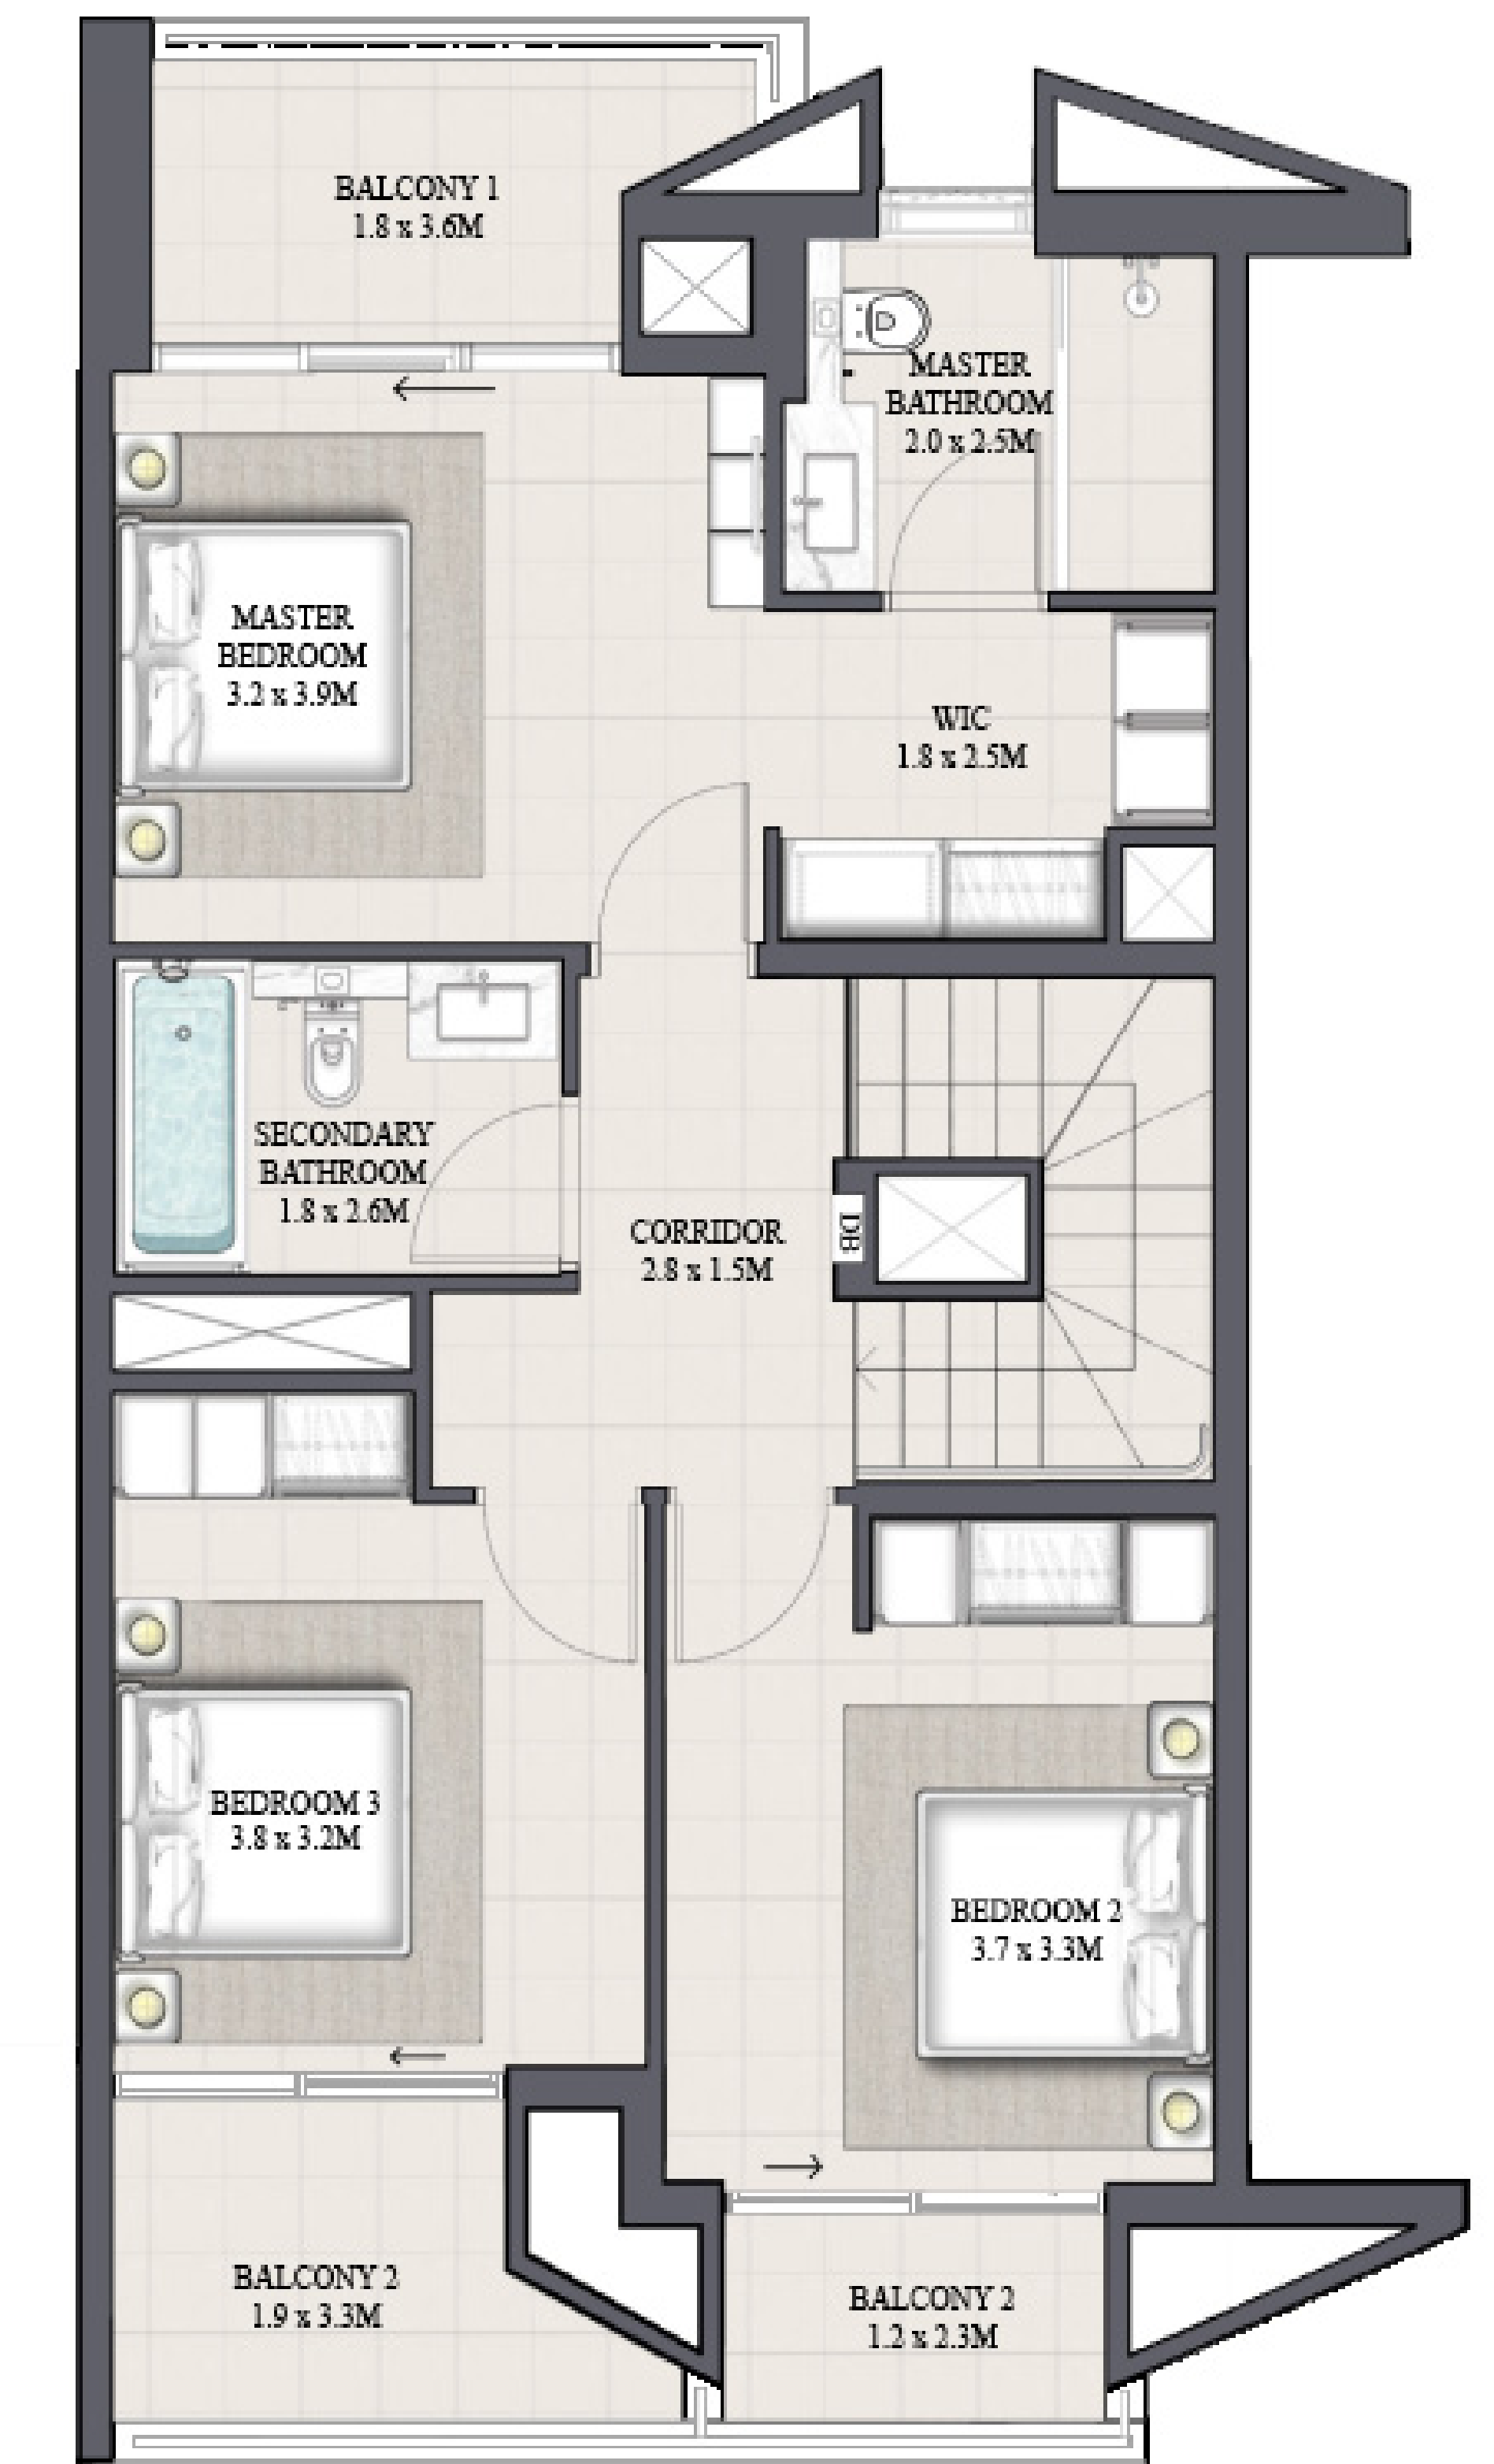 BALCONY 1
1.8 x 3.6M
MASTER
BATHROOM
2.0 x 2.5M
MASTER
BEDROOM
3.2 x 3.9M
WIC
1.8 x 2.5M
SECONDARY
BATHROOM
1.8 x 2.6M
CORRIDOR
2.8 x 1.5M
DB
BEDROOM 3
3.8 x 3.2M
BEDROOM 2
3.7 x 3.3M
BALCONY 2
1.9 x 3.3M
BALCONY 2
1.2 x 2.3M